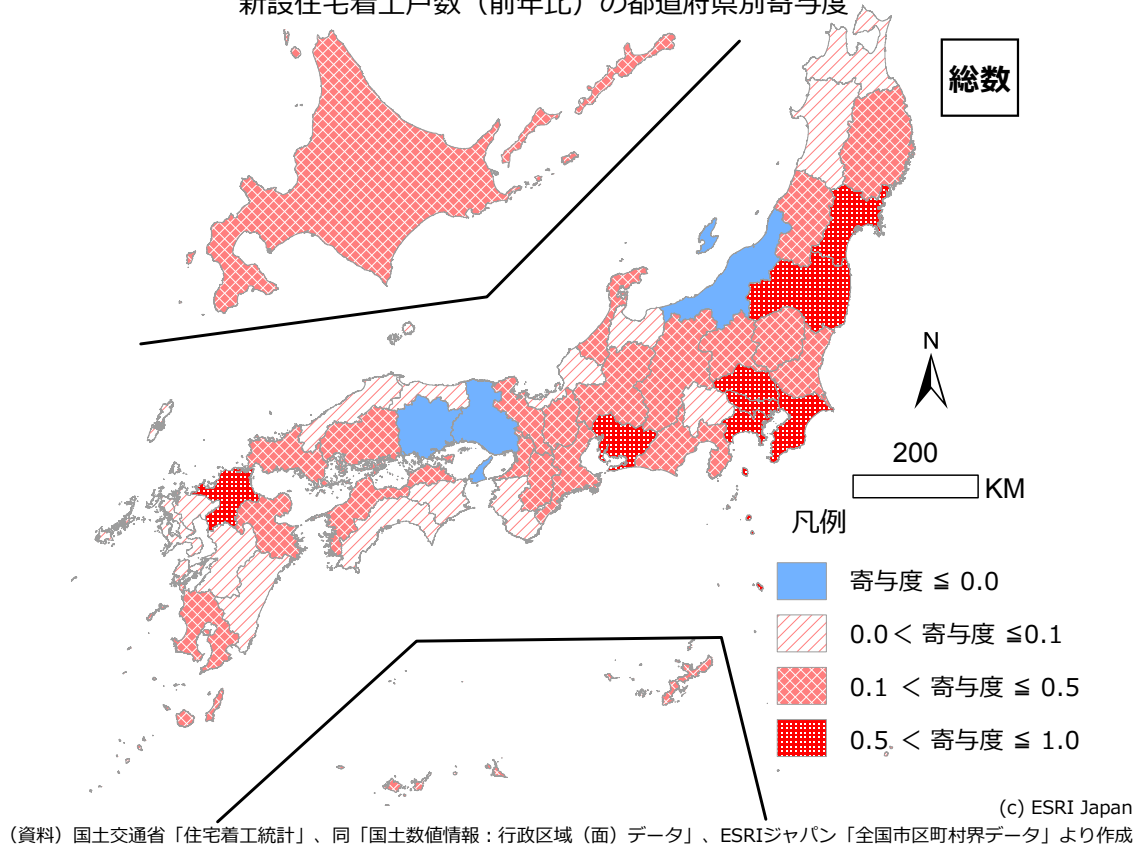 新設住宅着工戸数（前年比）の都道府県別寄与度
総数
N
200
KM
凡例
寄与度 ≦ 0.0
0.0＜ 寄与度 ≦0.1
0.1 ＜ 寄与度 ≦ 0.5
0.5 ＜ 寄与度 ≦ 1.0
(c) ESRI Japan
（資料）国土交通省「住宅着工統計」、同「国土数値情報：行政区域（面）データ」、ESRIジャパン「全国市区町村界データ」より作成